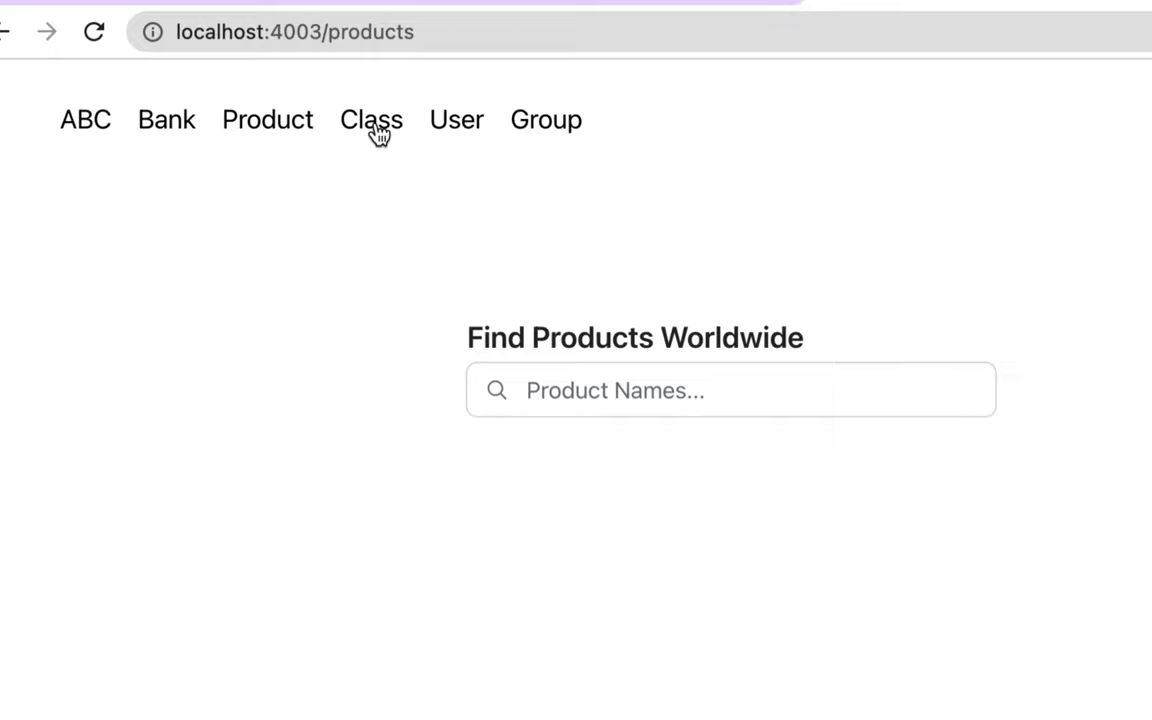 localhost:4003/products
ABC Bank Product Class User Group
Find Products Worldwide
Product Names...